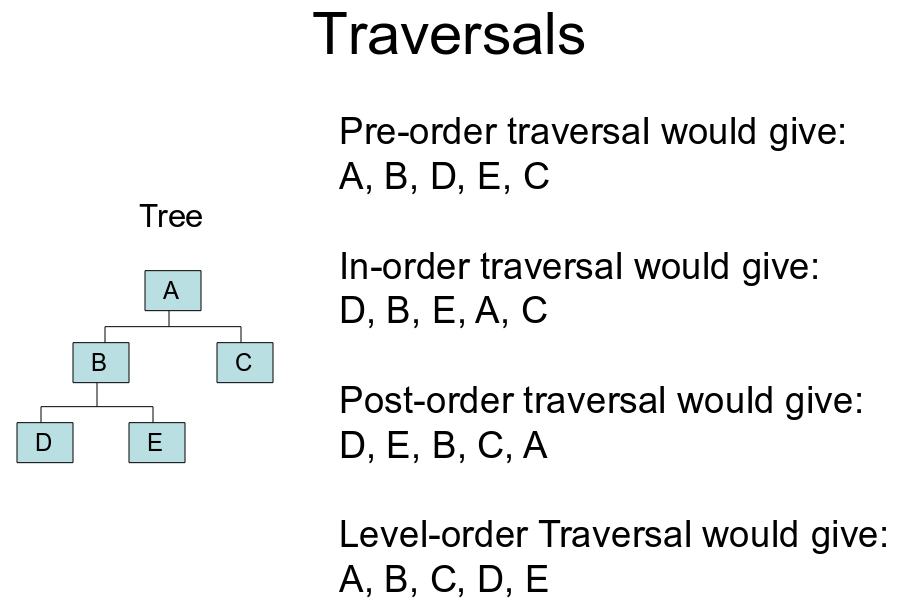 Traversals
Tree
A
B
C
D
E
Pre-order traversal would give:
A, B, D, E, C
In-order traversal would give:
D, B, E, A, C
Post-order traversal would give:
D, E, B, C, A
Level-order Traversal would give:
A, B, C, D, E